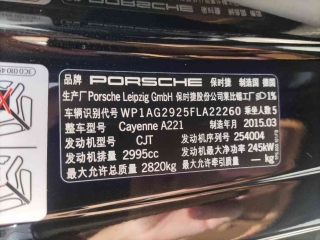 品牌 PORSCHE 保时捷 制造国 德国
生产厂 Porsche Leipzig GmbH 保时捷股份公司莱比锡工厂 1%
车辆识别代号 WP1AG2925FLA22260 乘坐人数 5
整车型号 Cayenne A221 制造年月 2015.03
发动机型号 CJT 发动机号 254004
发动机排量 2995cc 发动机最大净功率 245kW
最大允许总质量 2820kg 最大允许牵引质量 — kg